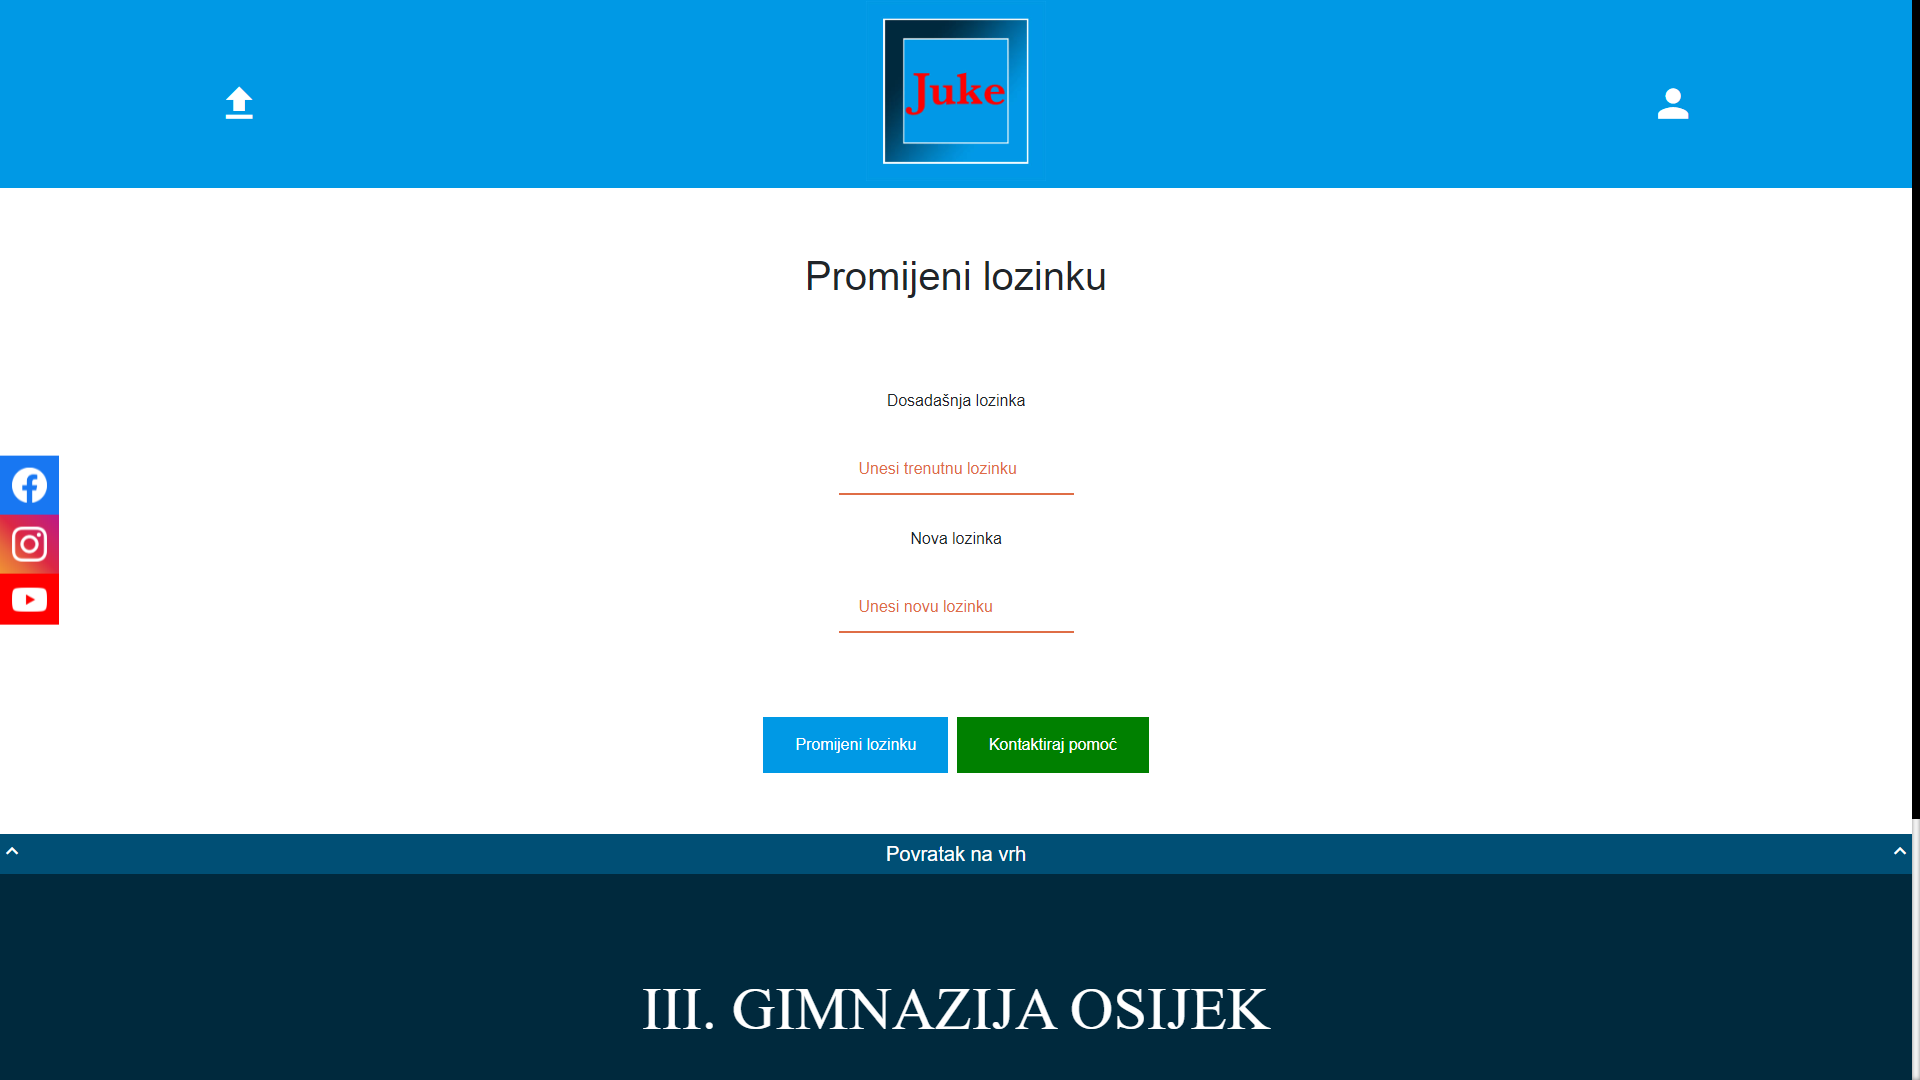 Juke
Promijeni lozinku
Dosadašnja lozinka
Unesi trenutnu lozinku
Nova lozinka
Unesi novu lozinku
Promijeni lozinku
Kontaktiraj pomoć
Povratak na vrh
III. GIMNAZIJA OSIJEK